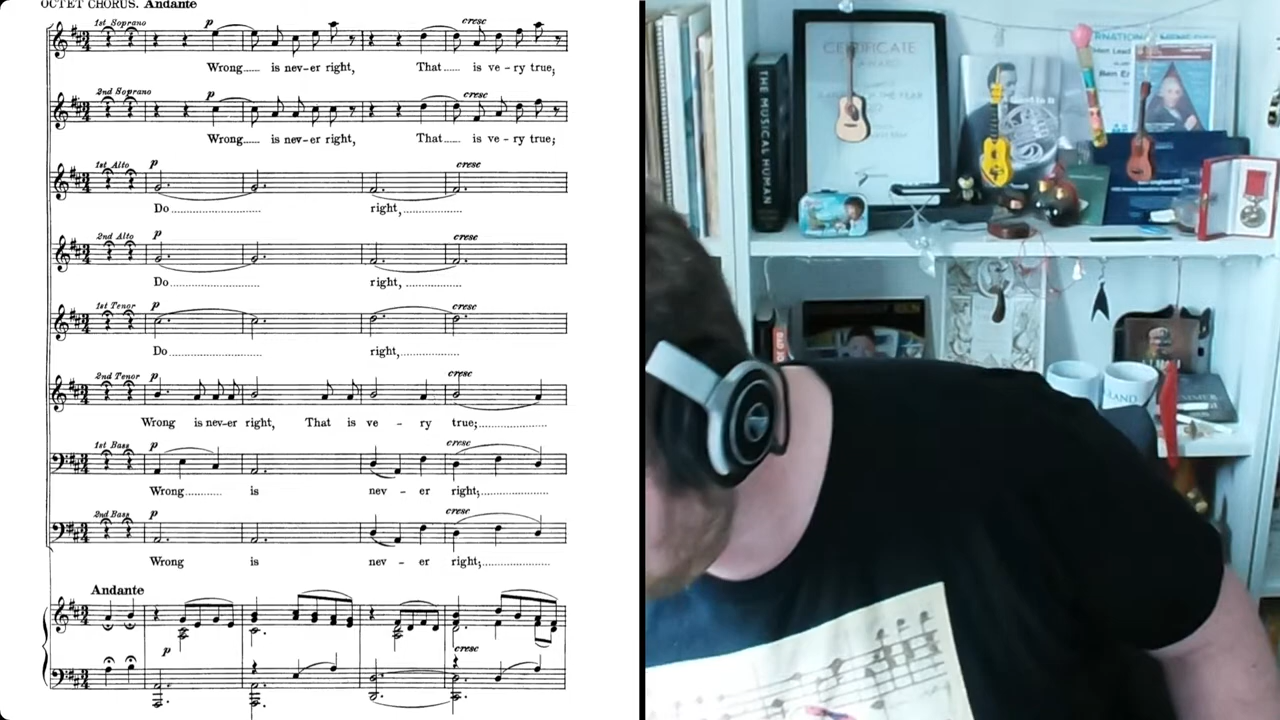 OCTET CHORUS. Andante
1st Soprano
p
cresc
Wrong...... is nev-er right, That...... is ve-ry true;
2nd Soprano
p
cresc
Wrong...... is nev-er right, That...... is ve-ry true;
1st Alto
p
cresc
Do........................ right,..................
2nd Alto
p
cresc
Do........................ right,..................
1st Tenor
p
cresc
Do........................ right,..................
2nd Tenor
p
cresc
Wrong is nev-er right, That is ve - ry true;....................
1st Bass
p
cresc
Wrong........... is nev - er right;....................
2nd Bass
p
cresc
Wrong is nev - er right;....................
Andante
p
cresc
THE MUSICAL HUMAN
CERTIFICATE